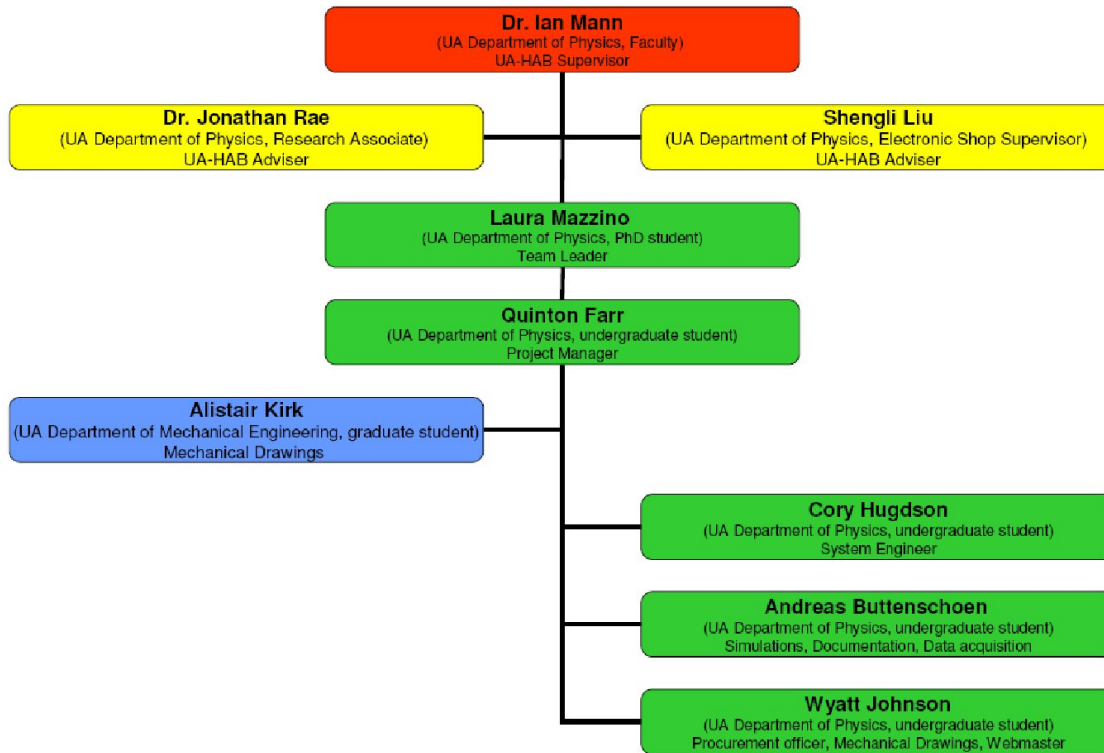 Dr. Ian Mann
(UA Department of Physics, Faculty)
UA-HAB Supervisor
Dr. Jonathan Rae
(UA Department of Physics, Research Associate)
UA-HAB Adviser
Shengli Liu
(UA Department of Physics, Electronic Shop Supervisor)
UA-HAB Adviser
Laura Mazzino
(UA Department of Physics, PhD student)
Team Leader
Quinton Farr
(UA Department of Physics, undergraduate student)
Project Manager
Alistair Kirk
(UA Department of Mechanical Engineering, graduate student)
Mechanical Drawings
Cory Hugdson
(UA Department of Physics, undergraduate student)
System Engineer
Andreas Buttenschoen
(UA Department of Physics, undergraduate student)
Simulations, Documentation, Data acquisition
Wyatt Johnson
(UA Department of Physics, undergraduate student)
Procurement officer, Mechanical Drawings, Webmaster